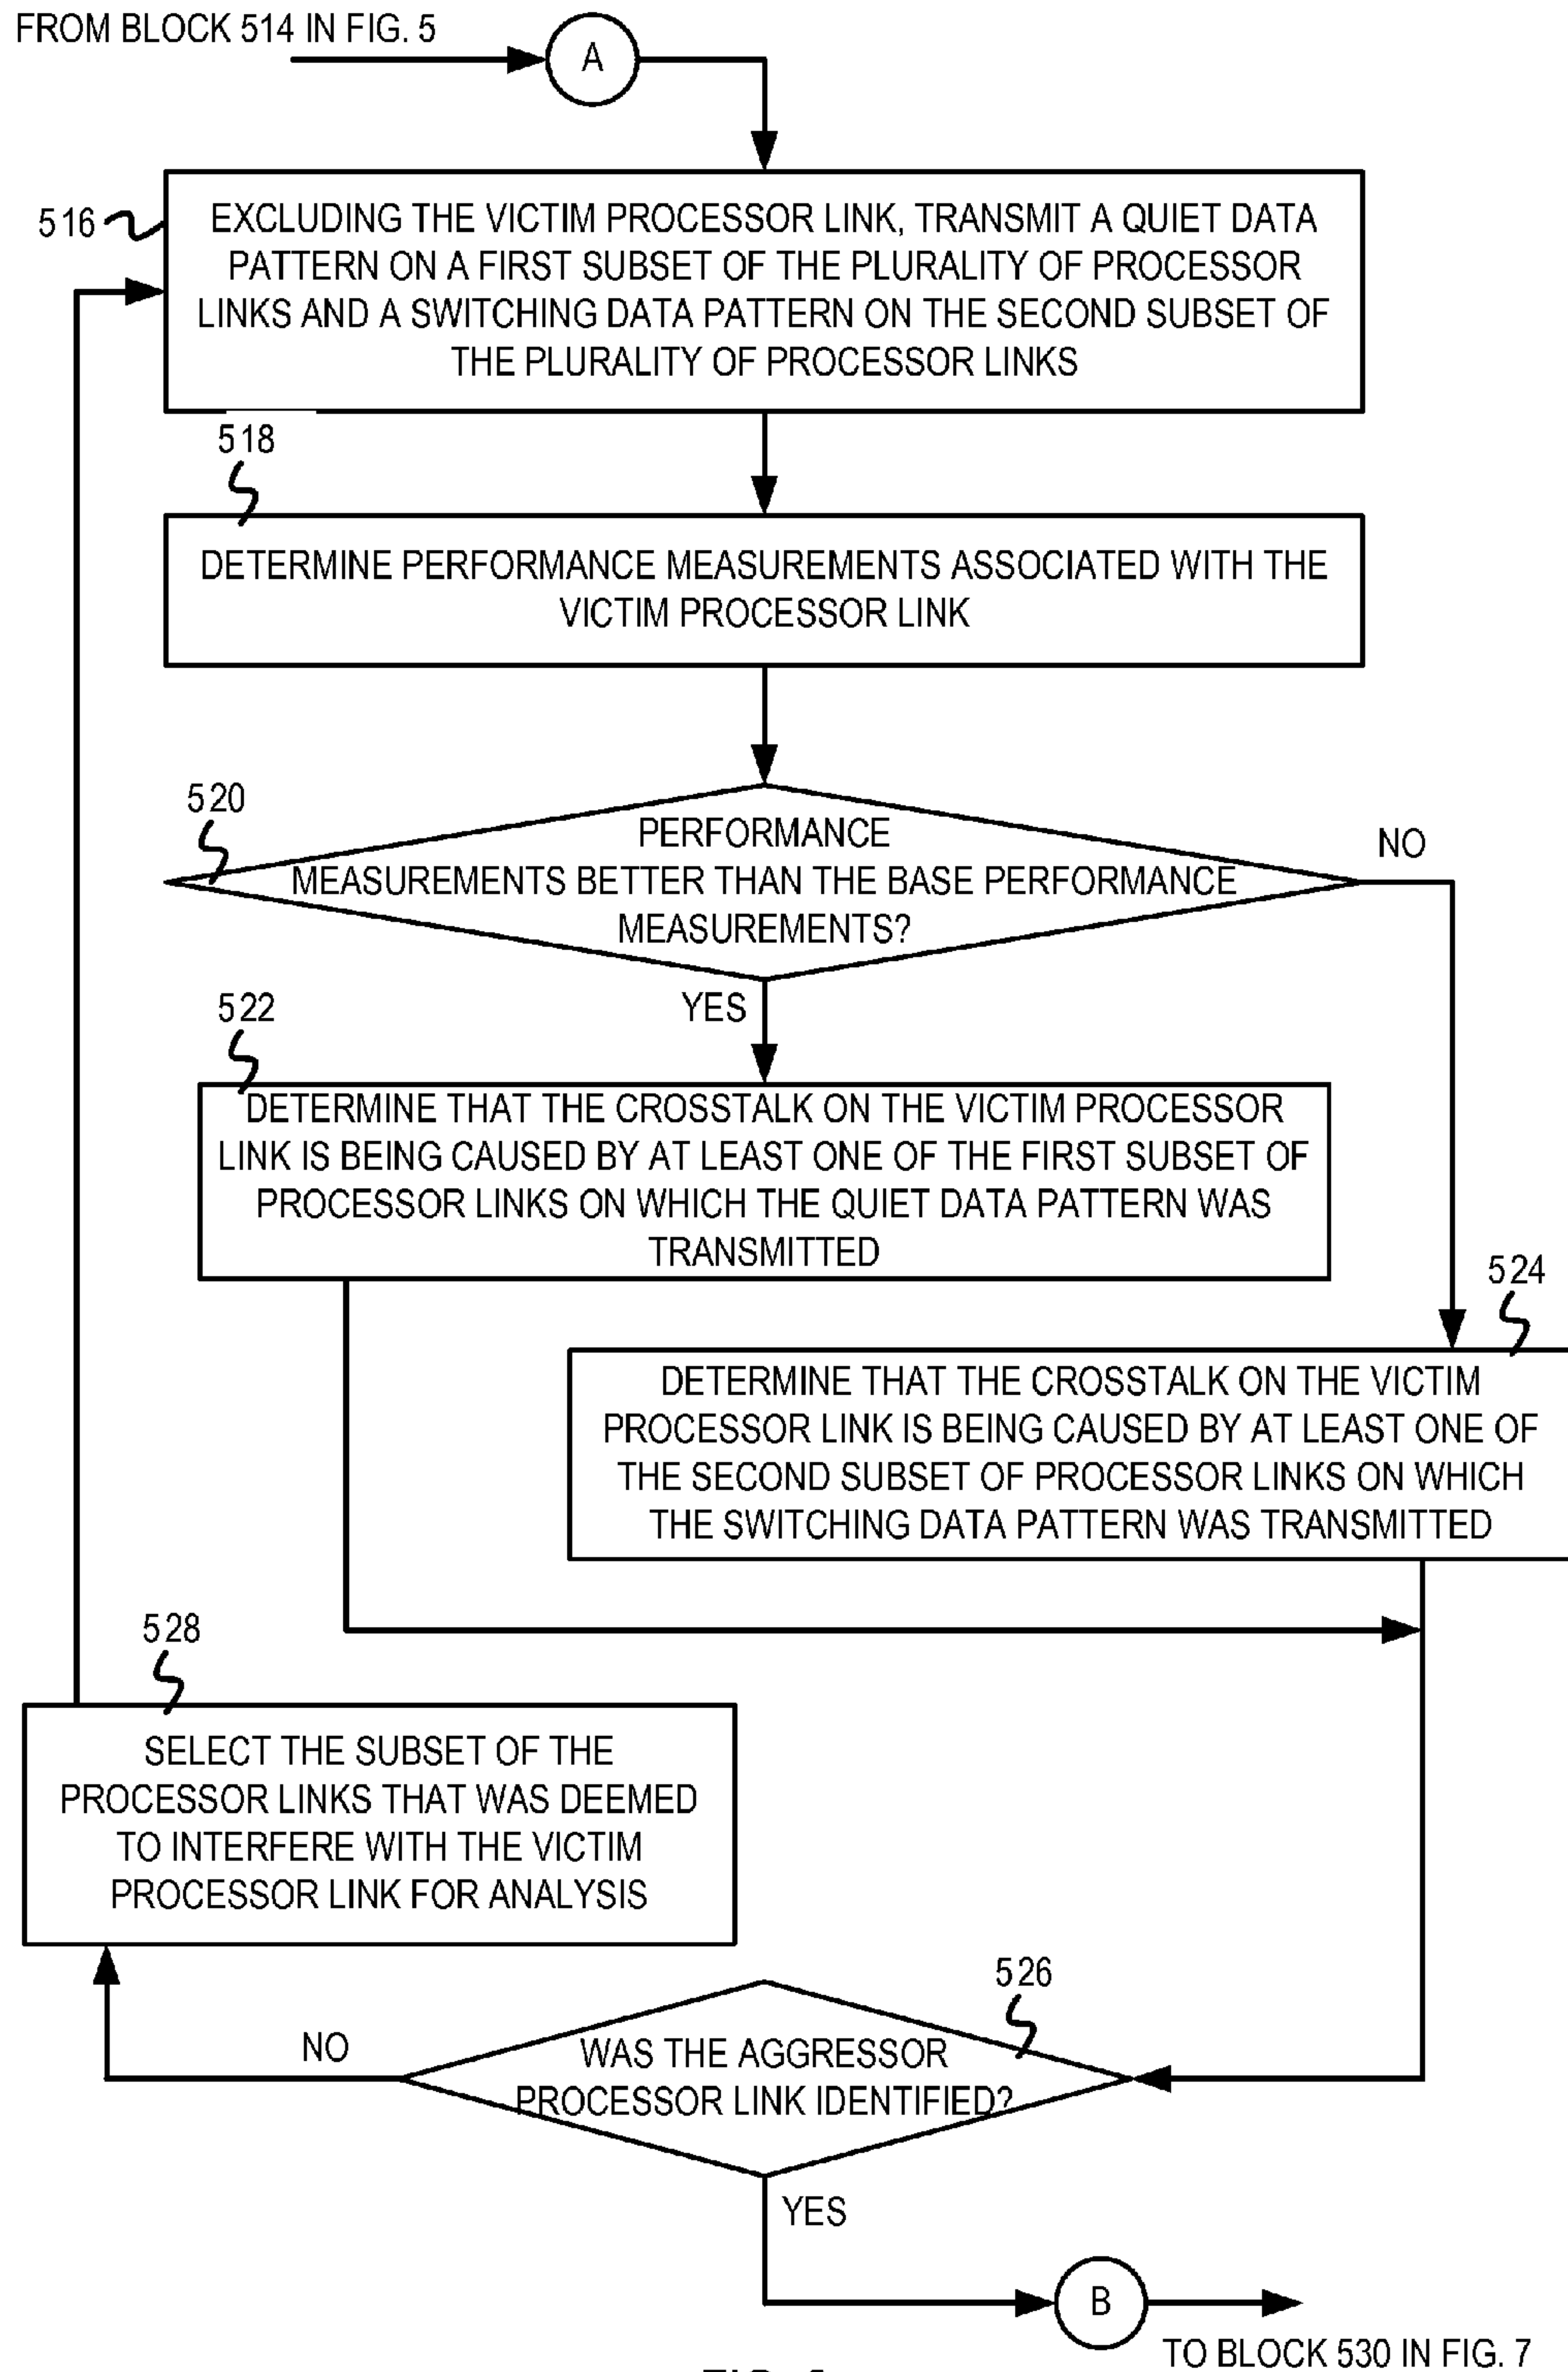 FROM BLOCK 514 IN FIG. 5
A
516
EXCLUDING THE VICTIM PROCESSOR LINK, TRANSMIT A QUIET DATA
PATTERN ON A FIRST SUBSET OF THE PLURALITY OF PROCESSOR
LINKS AND A SWITCHING DATA PATTERN ON THE SECOND SUBSET OF
THE PLURALITY OF PROCESSOR LINKS
518
DETERMINE PERFORMANCE MEASUREMENTS ASSOCIATED WITH THE
VICTIM PROCESSOR LINK
520
PERFORMANCE
MEASUREMENTS BETTER THAN THE BASE PERFORMANCE
MEASUREMENTS?
NO
YES
522
DETERMINE THAT THE CROSSTALK ON THE VICTIM PROCESSOR
LINK IS BEING CAUSED BY AT LEAST ONE OF THE FIRST SUBSET OF
PROCESSOR LINKS ON WHICH THE QUIET DATA PATTERN WAS
TRANSMITTED
524
DETERMINE THAT THE CROSSTALK ON THE VICTIM
PROCESSOR LINK IS BEING CAUSED BY AT LEAST ONE OF
THE SECOND SUBSET OF PROCESSOR LINKS ON WHICH
THE SWITCHING DATA PATTERN WAS TRANSMITTED
528
SELECT THE SUBSET OF THE
PROCESSOR LINKS THAT WAS DEEMED
TO INTERFERE WITH THE VICTIM
PROCESSOR LINK FOR ANALYSIS
526
WAS THE AGGRESSOR
PROCESSOR LINK IDENTIFIED?
NO
YES
B
TO BLOCK 530 IN FIG. 7